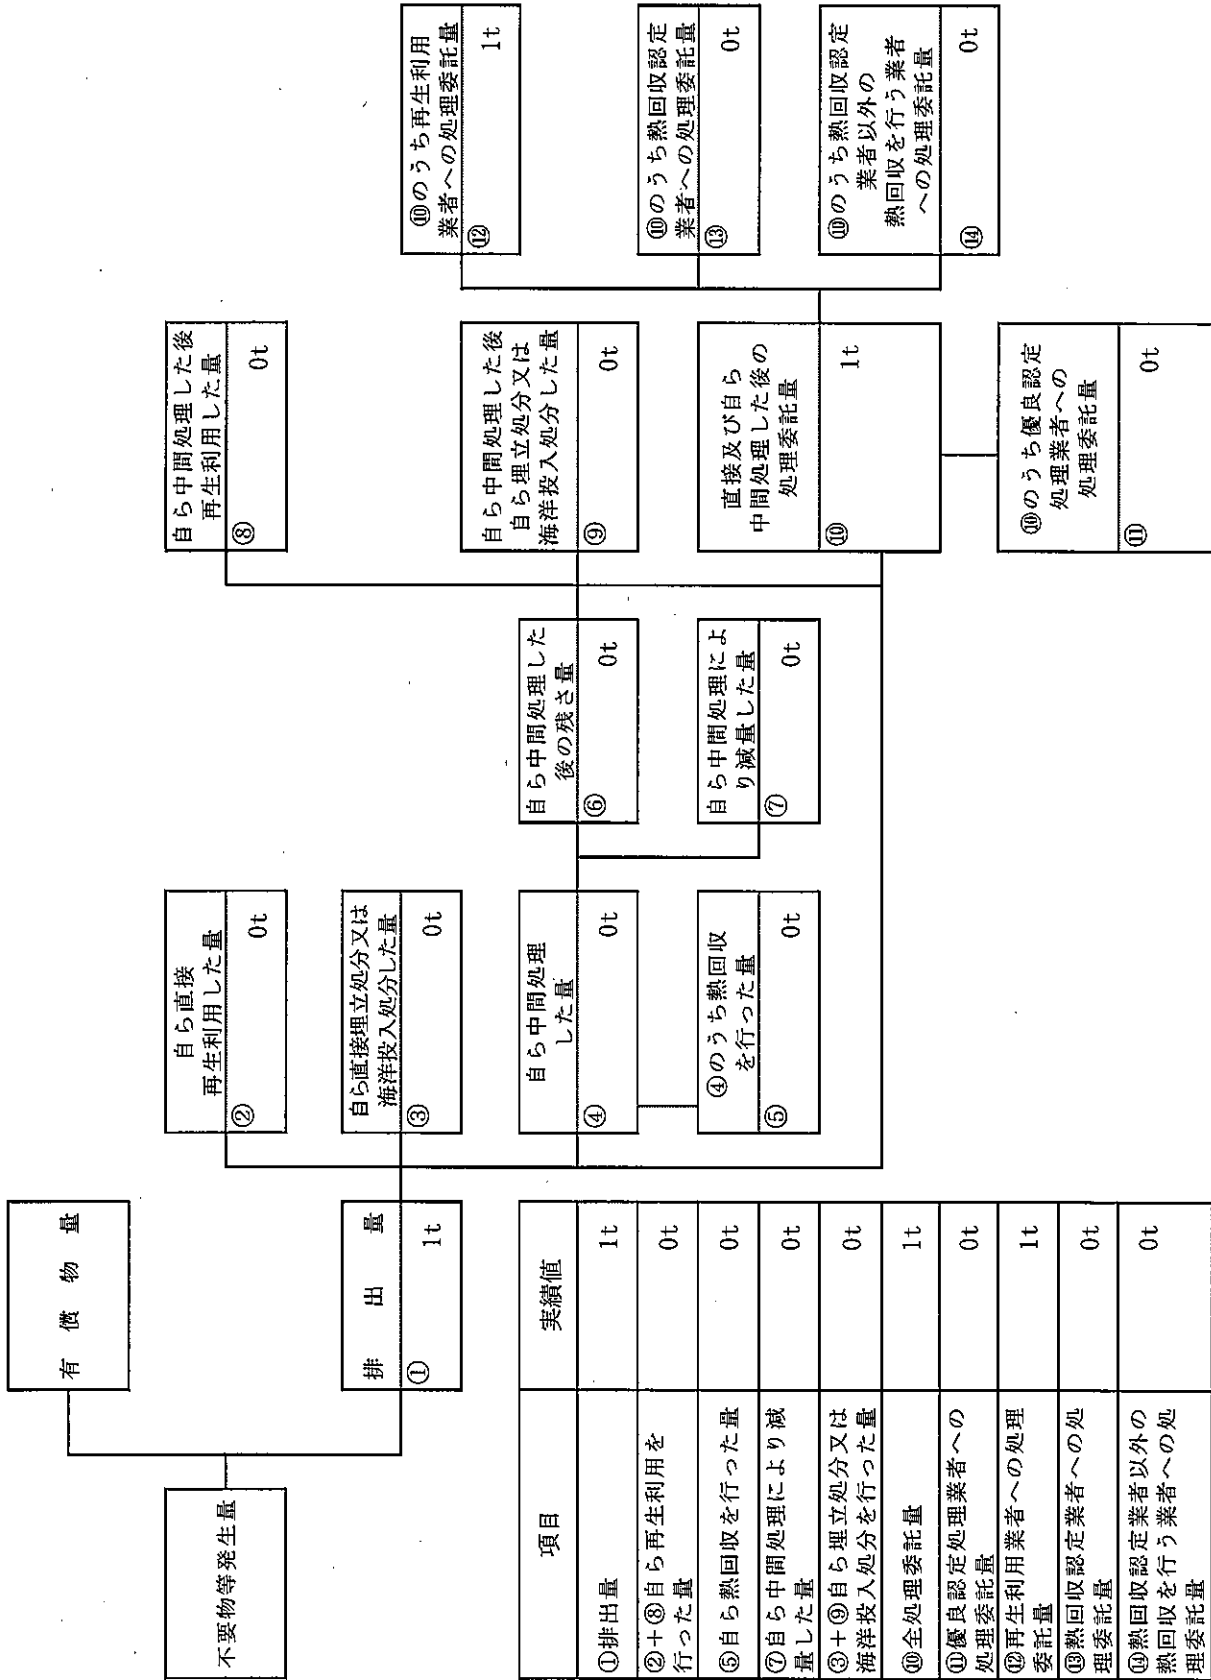 不要物等発生量
有償物量
排出量
①
1t
自ら直接
再生利用した量
②
0t
自ら直接埋立処分又は
海洋投入処分した量
③
0t
自ら中間処理
した量
④
0t
④のうち熱回収
を行った量
⑤
0t
自ら中間処理した
後の残さ量
⑥
0t
自ら中間処理によ
り減量した量
⑦
0t
自ら中間処理した後
再生利用した量
⑧
0t
自ら中間処理した後
自ら埋立処分又は
海洋投入処分した量
⑨
0t
直接及び自ら
中間処理した後の
処理委託量
⑩
1t
⑩のうち優良認定
処理業者への
処理委託量
⑪
0t
⑩のうち再生利用
業者への処理委託量
⑫
1t
⑩のうち熱回収認定
業者への処理委託量
⑬
0t
⑩のうち熱回収認定
業者以外の
熱回収を行う業者
への処理委託量
⑭
0t
項目 実績値
①排出量 1t
②+⑧自ら再生利用を
行った量 0t
⑤自ら熱回収を行った量 0t
⑦自ら中間処理により減
量した量 0t
③+⑨自ら埋立処分又は
海洋投入処分を行った量 0t
⑩全処理委託量 1t
⑪優良認定処理業者への
処理委託量 0t
⑫再生利用業者への処理
委託量 1t
⑬熱回収認定業者への処
理委託量 0t
⑭熱回収認定業者以外の
熱回収を行う業者への処
理委託量 0t